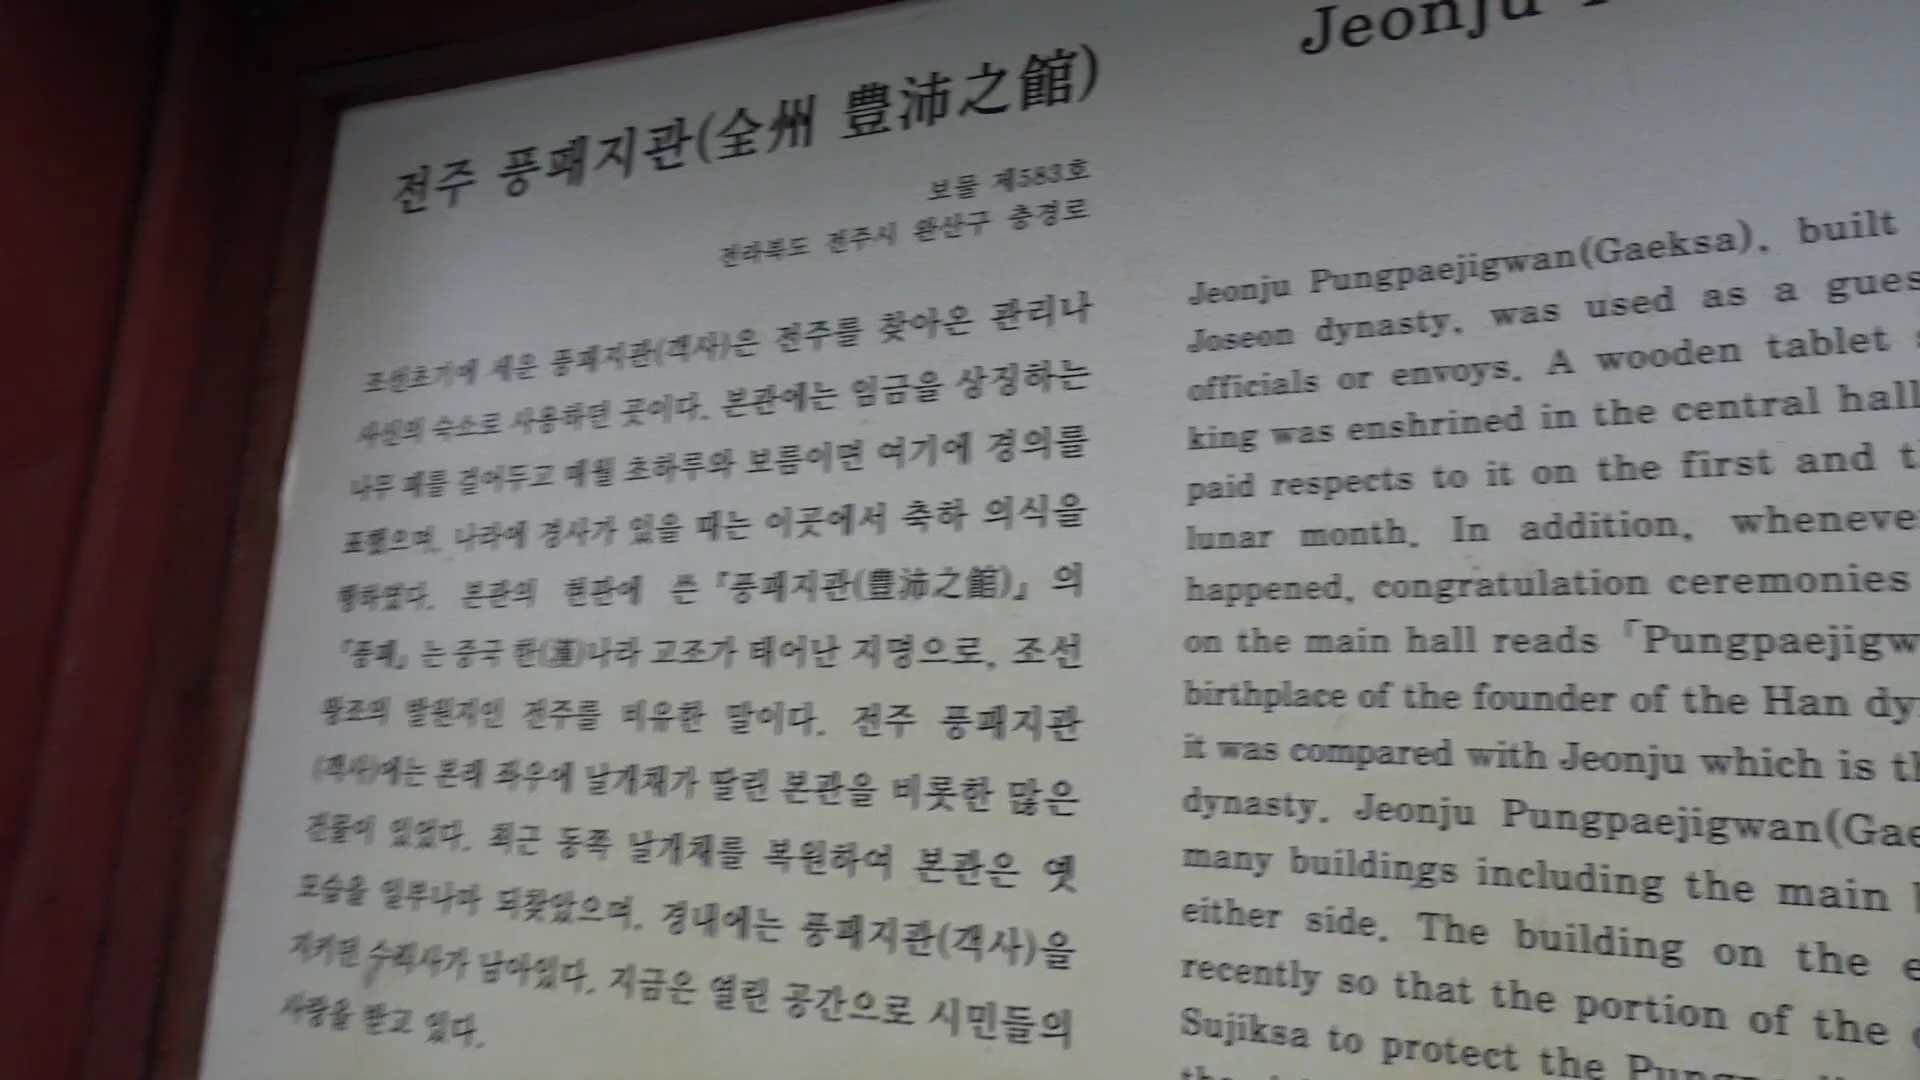 전주 풍패지관(全州 豊沛之館)
보물 제583호
전라북도 전주시 완산구 충경로
조선초기에 세운 풍패지관(객사)은 전주를 찾아온 관리나
사신의 숙소로 사용하던 곳이다. 본관에는 임금을 상징하는
나무 패를 걸어두고 매월 초하루와 보름이면 여기에 경의를
표했으며, 나라에 경사가 있을 때는 이곳에서 축하 의식을
행하였다. 본관의 현판에 쓴『풍패지관(豊沛之館)』의
『풍패』는 중국 한(漢)나라 고조가 태어난 지명으로, 조선
왕조의 발원지인 전주를 비유한 말이다. 전주 풍패지관
(객사)에는 본래 좌우에 날개채가 딸린 본관을 비롯한 많은
건물이 있었다. 최근 동쪽 날개채를 복원하여 본관은 옛
모습을 일부나마 되찾았으며, 경내에는 풍패지관(객사)을
지키던 수직사가 남아있다. 지금은 열린 공간으로 시민들의
사랑을 받고 있다.
Jeonju
Jeonju Pungpaejigwan(Gaeksa), built
Joseon dynasty, was used as a gues
officials or envoys. A wooden tablet
king was enshrined in the central hall
paid respects to it on the first and t
lunar month. In addition, wheneve
happened, congratulation ceremonies
on the main hall reads「Pungpaejigw
birthplace of the founder of the Han dy
it was compared with Jeonju which is th
dynasty. Jeonju Pungpaejigwan(Gae
many buildings including the main
either side. The building on the e
recently so that the portion of the
Sujiksa to protect the Pungp